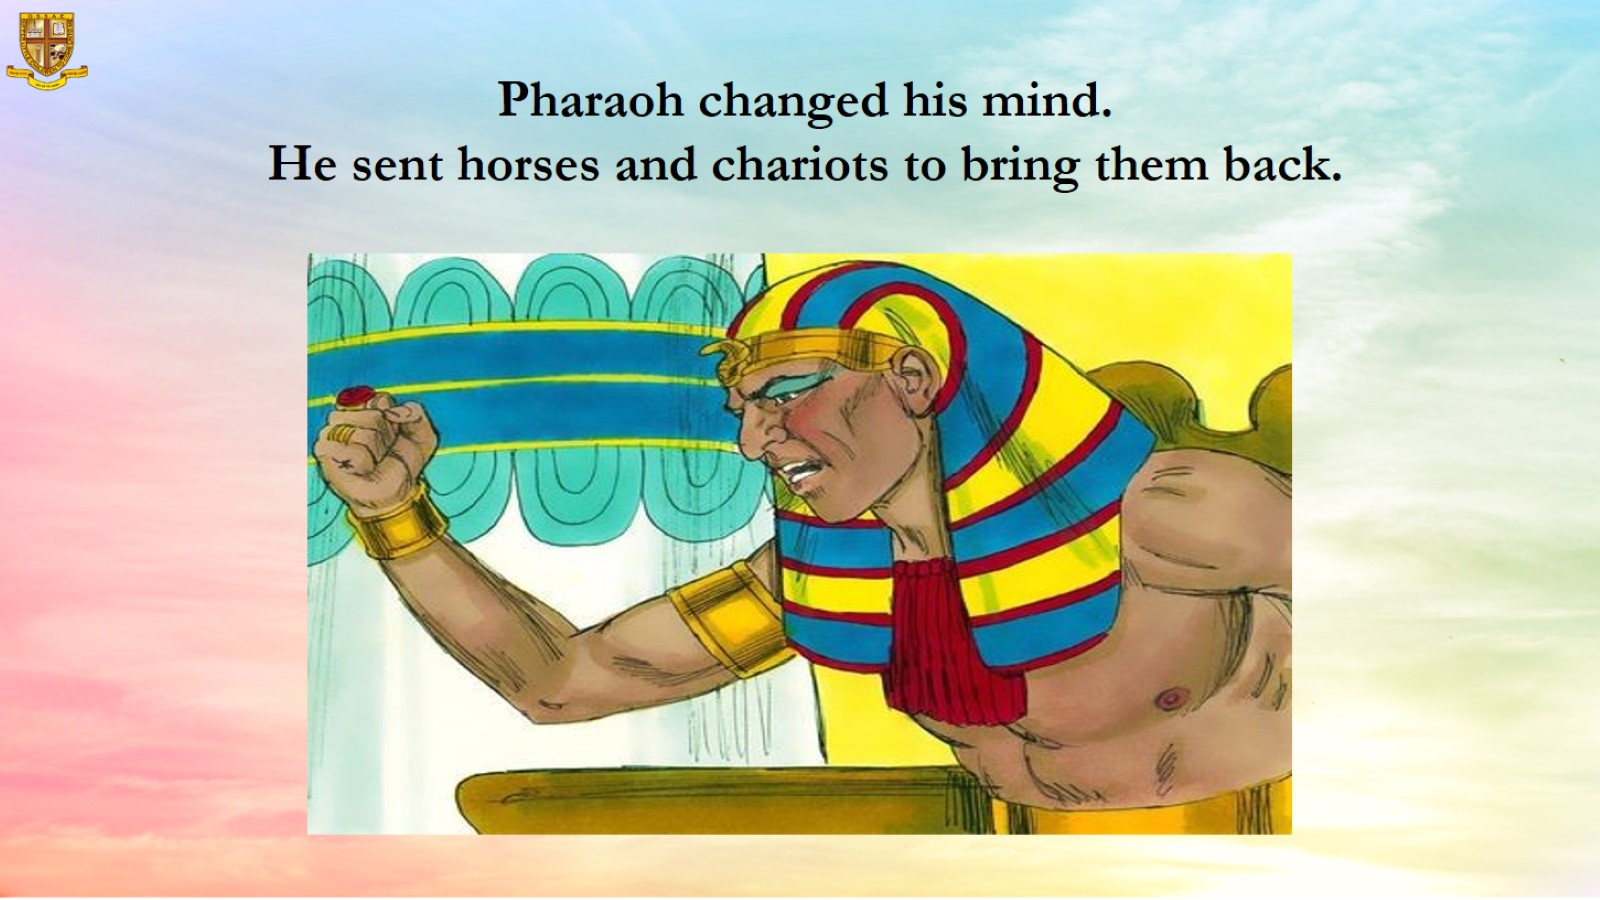 Pharaoh changed his mind.
He sent horses and chariots to bring them back.